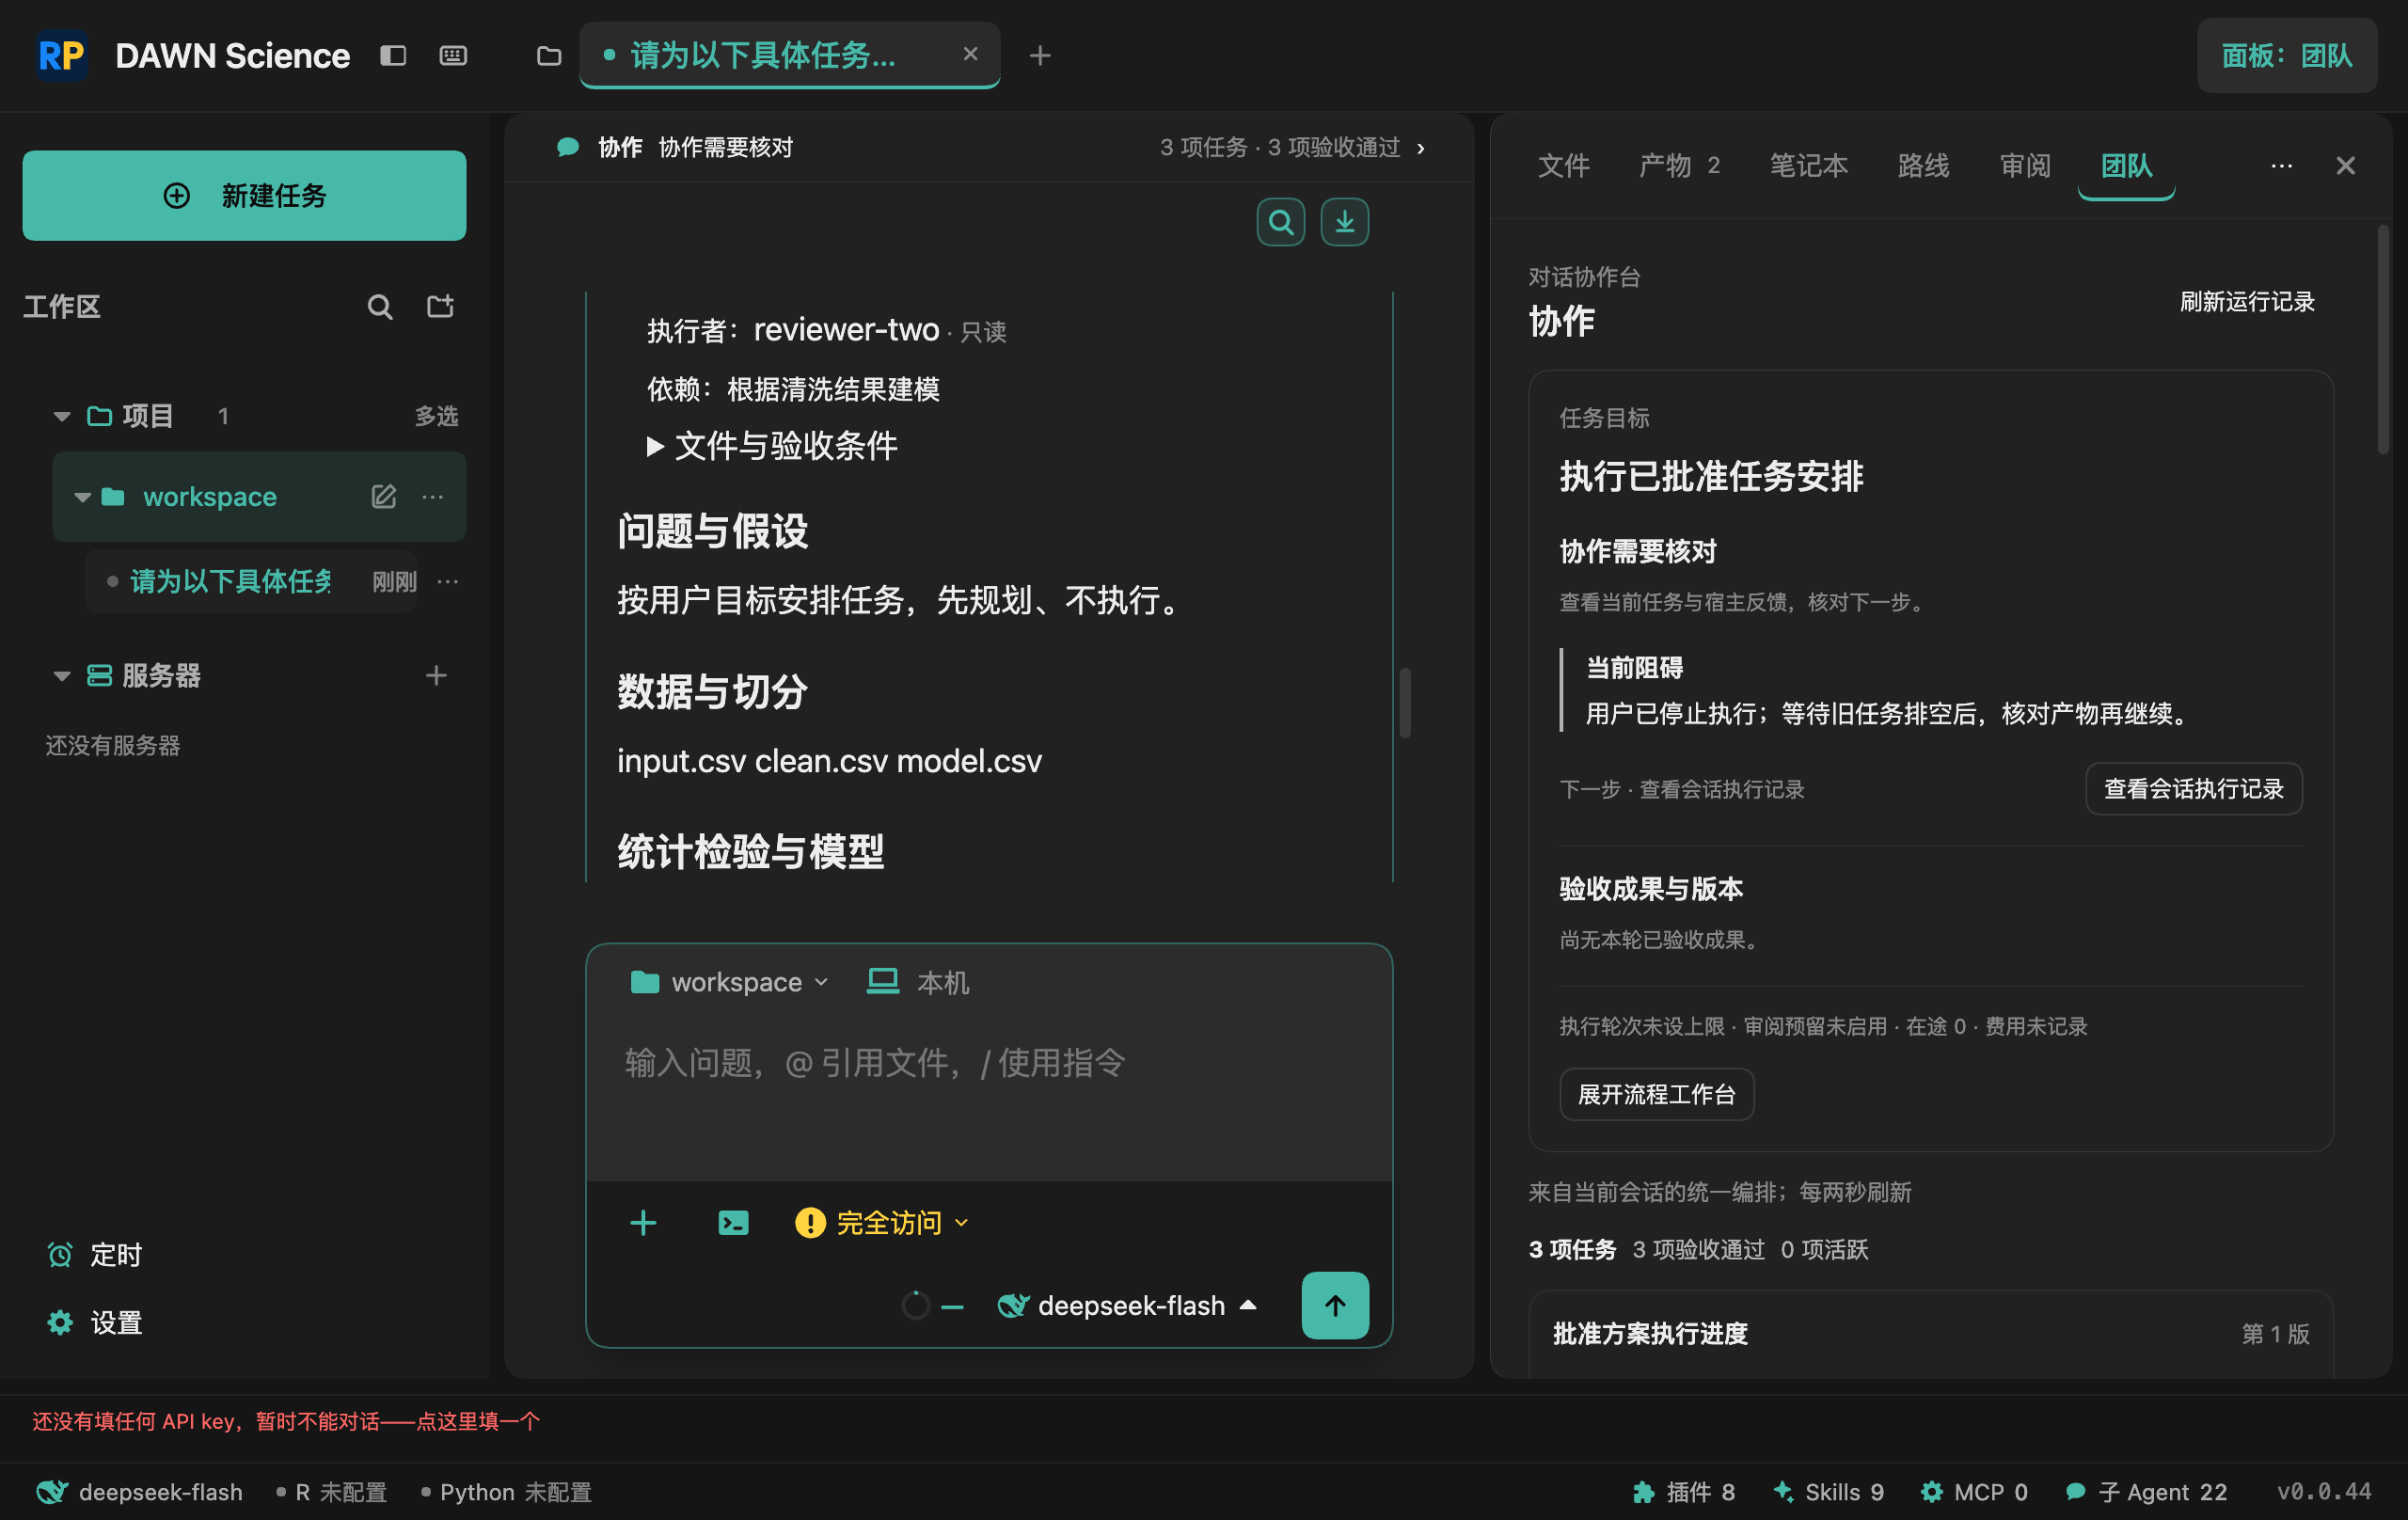 RP DAWN Science
请为以下具体任务...
面板：团队
新建任务
工作区
项目 1 多选
workspace
请为以下具体任务 刚刚
服务器
还没有服务器
定时
设置
协作 协作需要核对 3 项任务 · 3 项验收通过 ›
执行者：reviewer-two · 只读
依赖：根据清洗结果建模
▶ 文件与验收条件
问题与假设
按用户目标安排任务，先规划、不执行。
数据与切分
input.csv clean.csv model.csv
统计检验与模型
workspace 本机
输入问题，@ 引用文件，/ 使用指令
完全访问
deepseek-flash
文件 产物 2 笔记本 路线 审阅 团队 ...
对话协作台
协作
刷新运行记录
任务目标
执行已批准任务安排
协作需要核对
查看当前任务与宿主反馈，核对下一步。
当前阻碍
用户已停止执行；等待旧任务排空后，核对产物再继续。
下一步 · 查看会话执行记录 查看会话执行记录
验收成果与版本
尚无本轮已验收成果。
执行轮次未设上限 · 审阅预留未启用 · 在途 0 · 费用未记录
展开流程工作台
来自当前会话的统一编排；每两秒刷新
3 项任务 3 项验收通过 0 项活跃
批准方案执行进度 第 1 版
还没有填任何 API key，暂时不能对话——点这里填一个
deepseek-flash R 未配置 Python 未配置 插件 8 Skills 9 MCP 0 子 Agent 22 v0.0.44